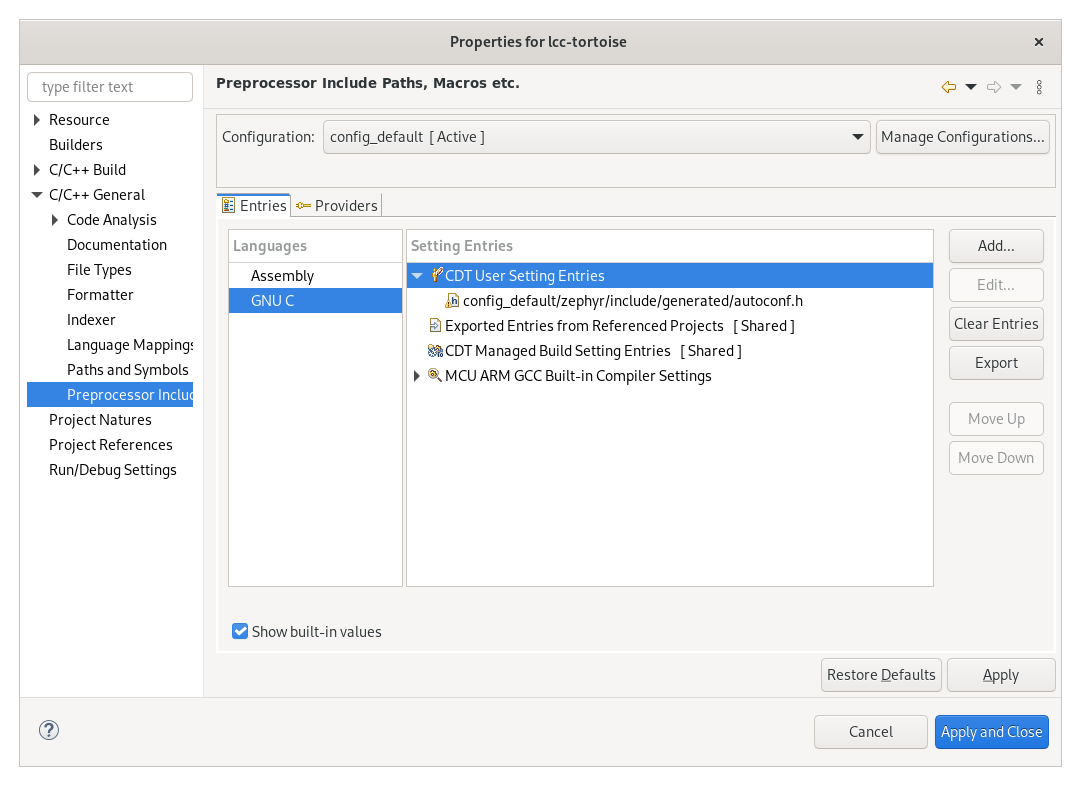 Properties for lcc-tortoise
type filter text
Resource
Builders
C/C++ Build
C/C++ General
Code Analysis
Documentation
File Types
Formatter
Indexer
Language Mappings
Paths and Symbols
Preprocessor Includ
Project Natures
Project References
Run/Debug Settings
Preprocessor Include Paths, Macros etc.
Configuration:
config_default [ Active ]
Manage Configurations...
Entries
Providers
Languages
Assembly
GNU C
Setting Entries
CDT User Setting Entries
config_default/zephyr/include/generated/autoconf.h
Exported Entries from Referenced Projects [ Shared ]
CDT Managed Build Setting Entries [ Shared ]
MCU ARM GCC Built-in Compiler Settings
Add...
Edit...
Clear Entries
Export
Move Up
Move Down
Show built-in values
Restore Defaults
Apply
Cancel
Apply and Close